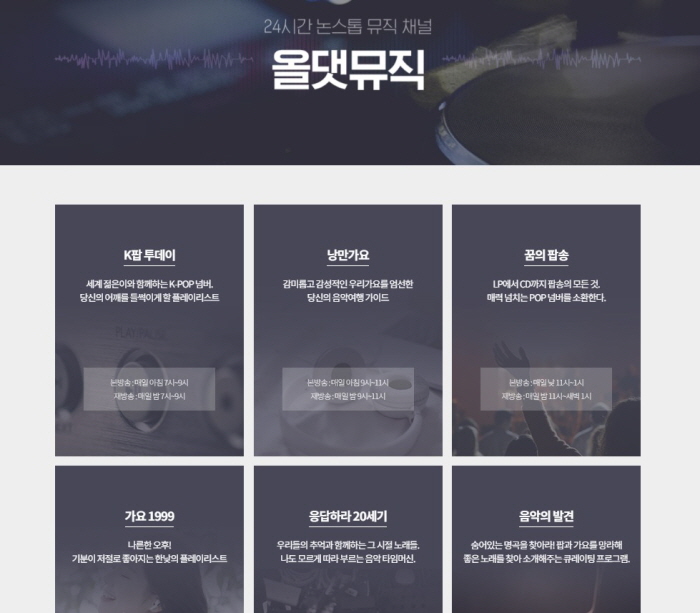 24시간 논스톱 뮤직 채널
올댓뮤직
K팝 투데이
세계 젊은이와 함께하는 K-POP 넘버.
당신의 어깨를 들썩이게 할 플레이리스트
본방송 : 매일 아침 7시~9시
재방송 : 매일 밤 7시~9시
낭만가요
감미롭고 감성적인 우리가요를 엄선한
당신의 음악여행 가이드
본방송 : 매일 아침 9시~11시
재방송 : 매일 밤 9시~11시
꿈의 팝송
LP에서 CD까지 팝송의 모든 것.
매력 넘치는 POP 넘버를 소환한다.
본방송 : 매일 낮 11시~1시
재방송 : 매일 밤 11시~새벽 1시
가요 1999
나른한 오후!
기분이 저절로 좋아지는 한낮의 플레이리스트
응답하라 20세기
우리들의 추억과 함께하는 그 시절 노래들.
나도 모르게 따라 부르는 음악 타임머신.
음악의 발견
숨어있는 명곡을 찾아라! 팝과 가요를 망라해
좋은 노래를 찾아 소개해주는 큐레이팅 프로그램.